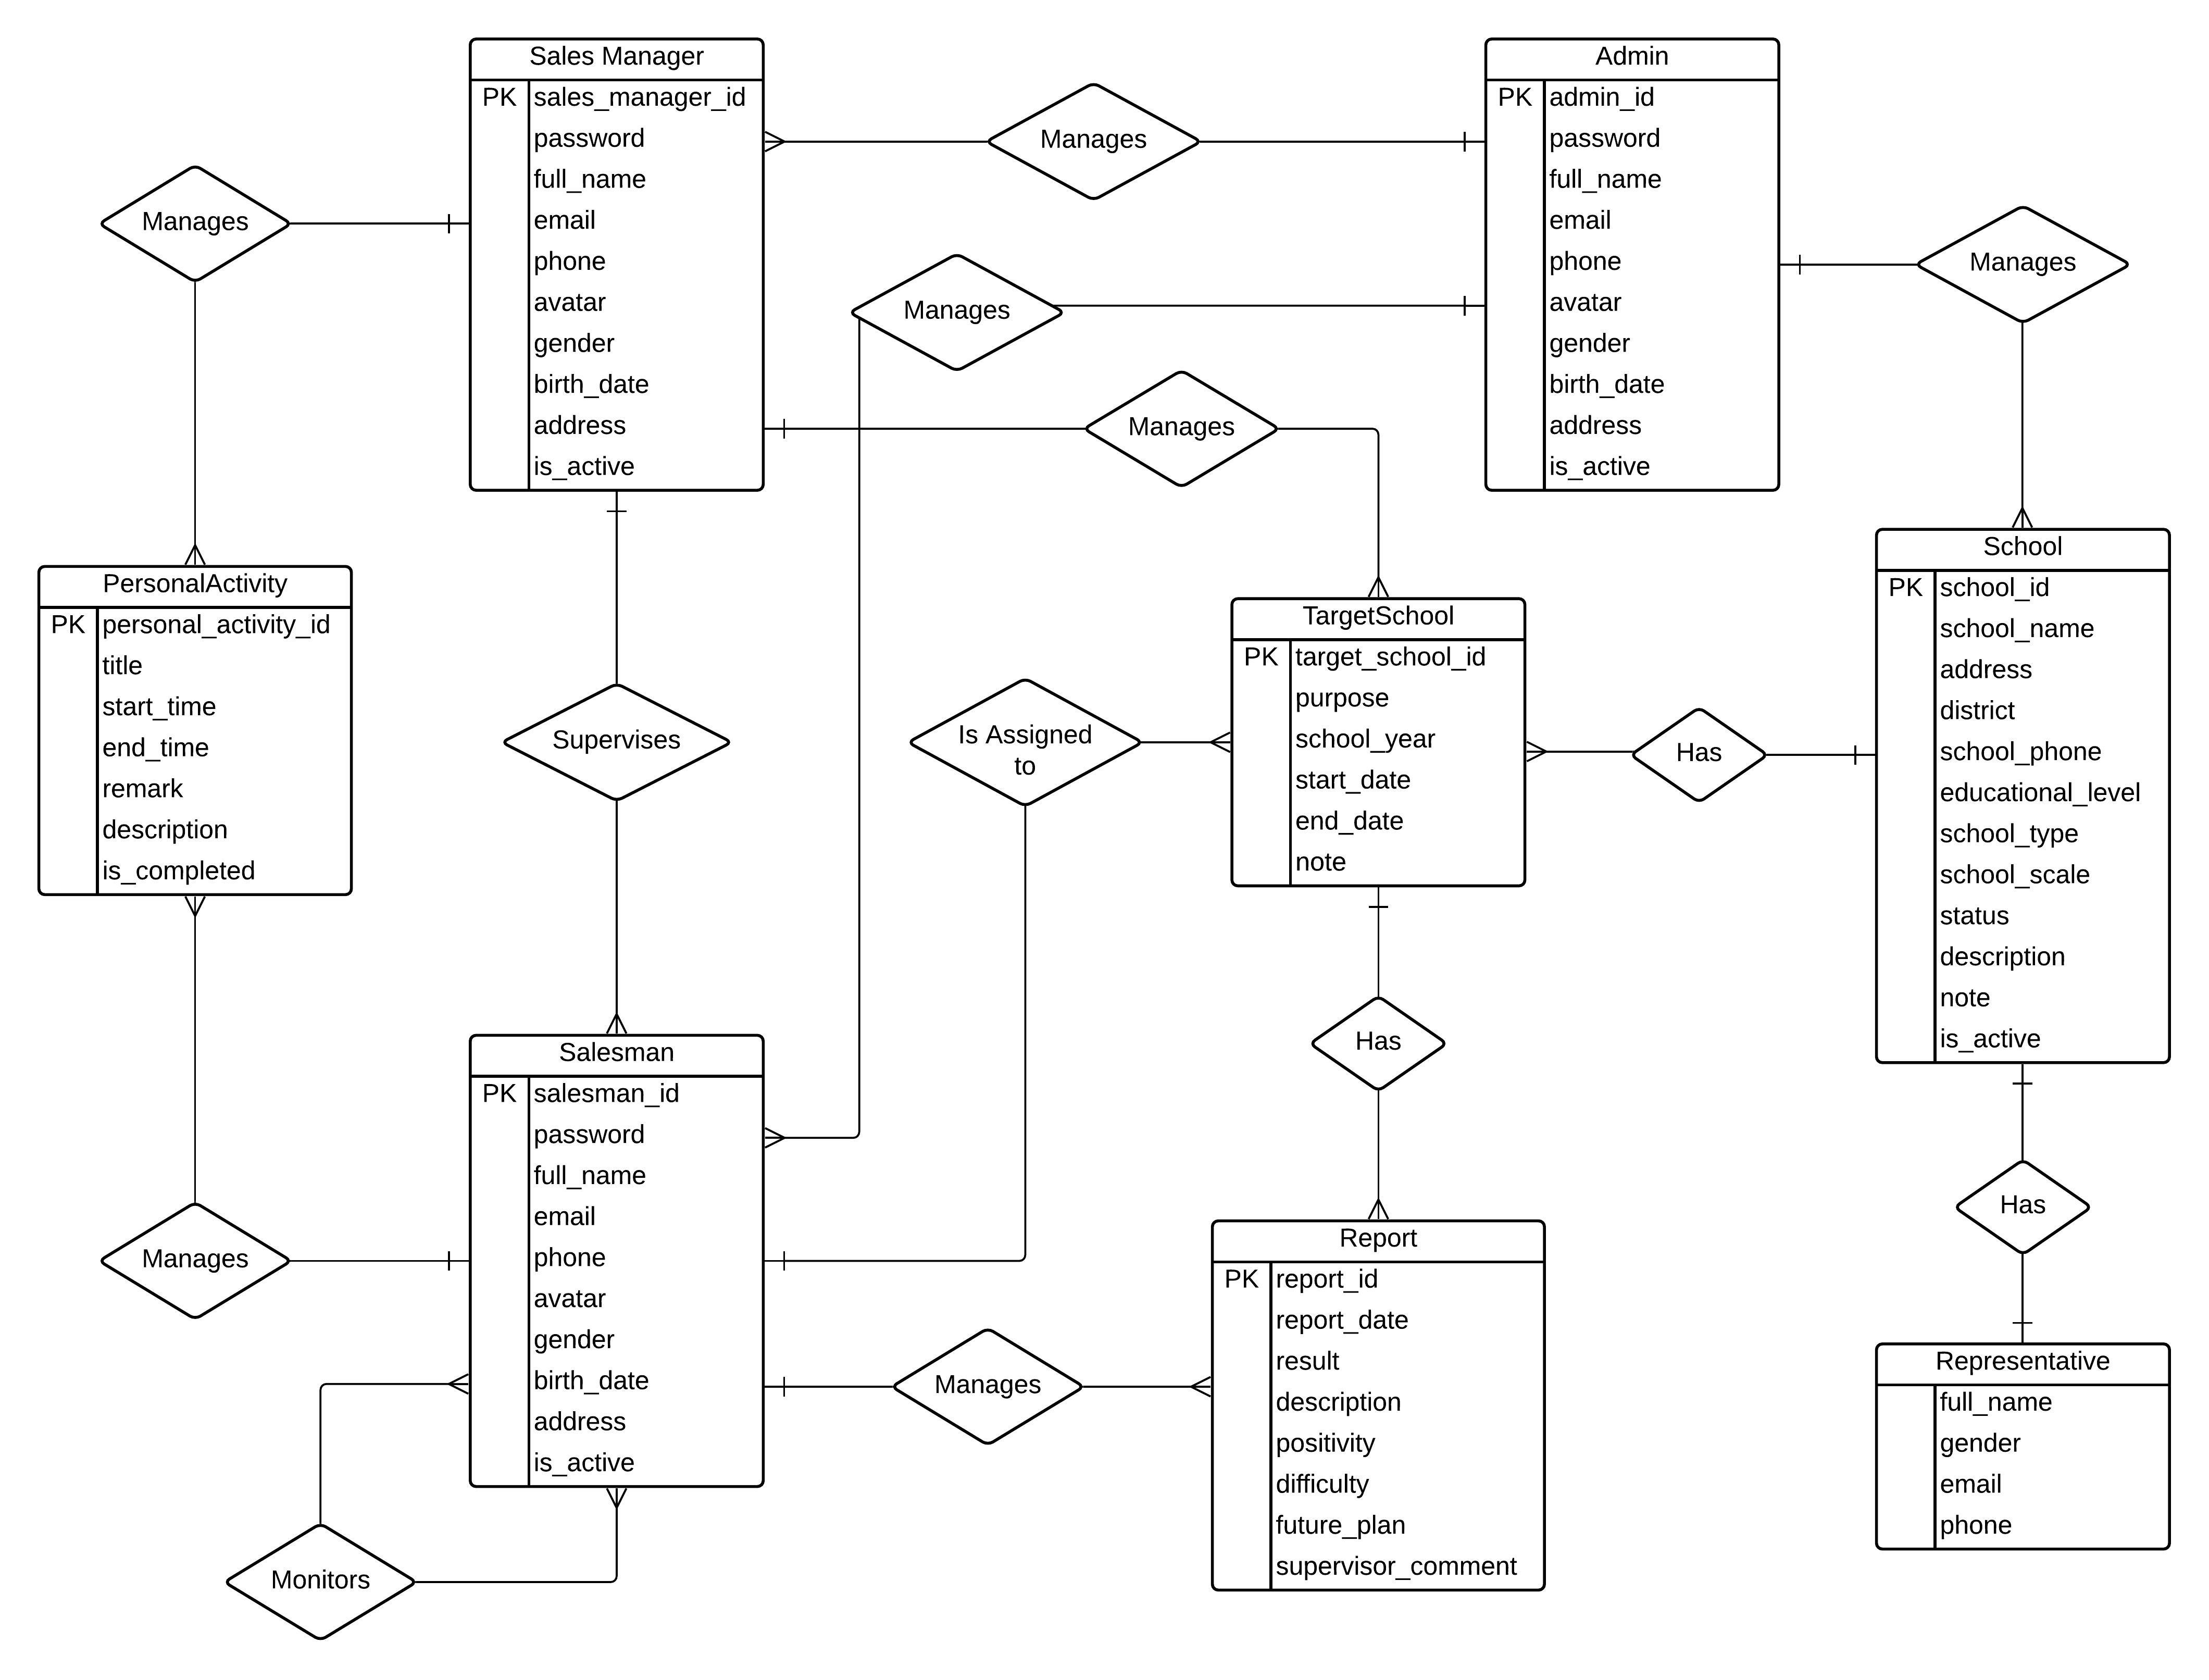 Sales Manager
PK sales_manager_id
password
full_name
email
phone
avatar
gender
birth_date
address
is_active
Manages
Admin
PK admin_id
password
full_name
email
phone
avatar
gender
birth_date
address
is_active
Manages
Manages
Manages
Manages
PersonalActivity
PK personal_activity_id
title
start_time
end_time
remark
description
is_completed
Supervises
Is Assigned
to
TargetSchool
PK target_school_id
purpose
school_year
start_date
end_date
note
Has
School
PK school_id
school_name
address
district
school_phone
educational_level
school_type
school_scale
status
description
note
is_active
Manages
Salesman
PK salesman_id
password
full_name
email
phone
avatar
gender
birth_date
address
is_active
Monitors
Manages
Has
Report
PK report_id
report_date
result
description
positivity
difficulty
future_plan
supervisor_comment
Has
Representative
full_name
gender
email
phone